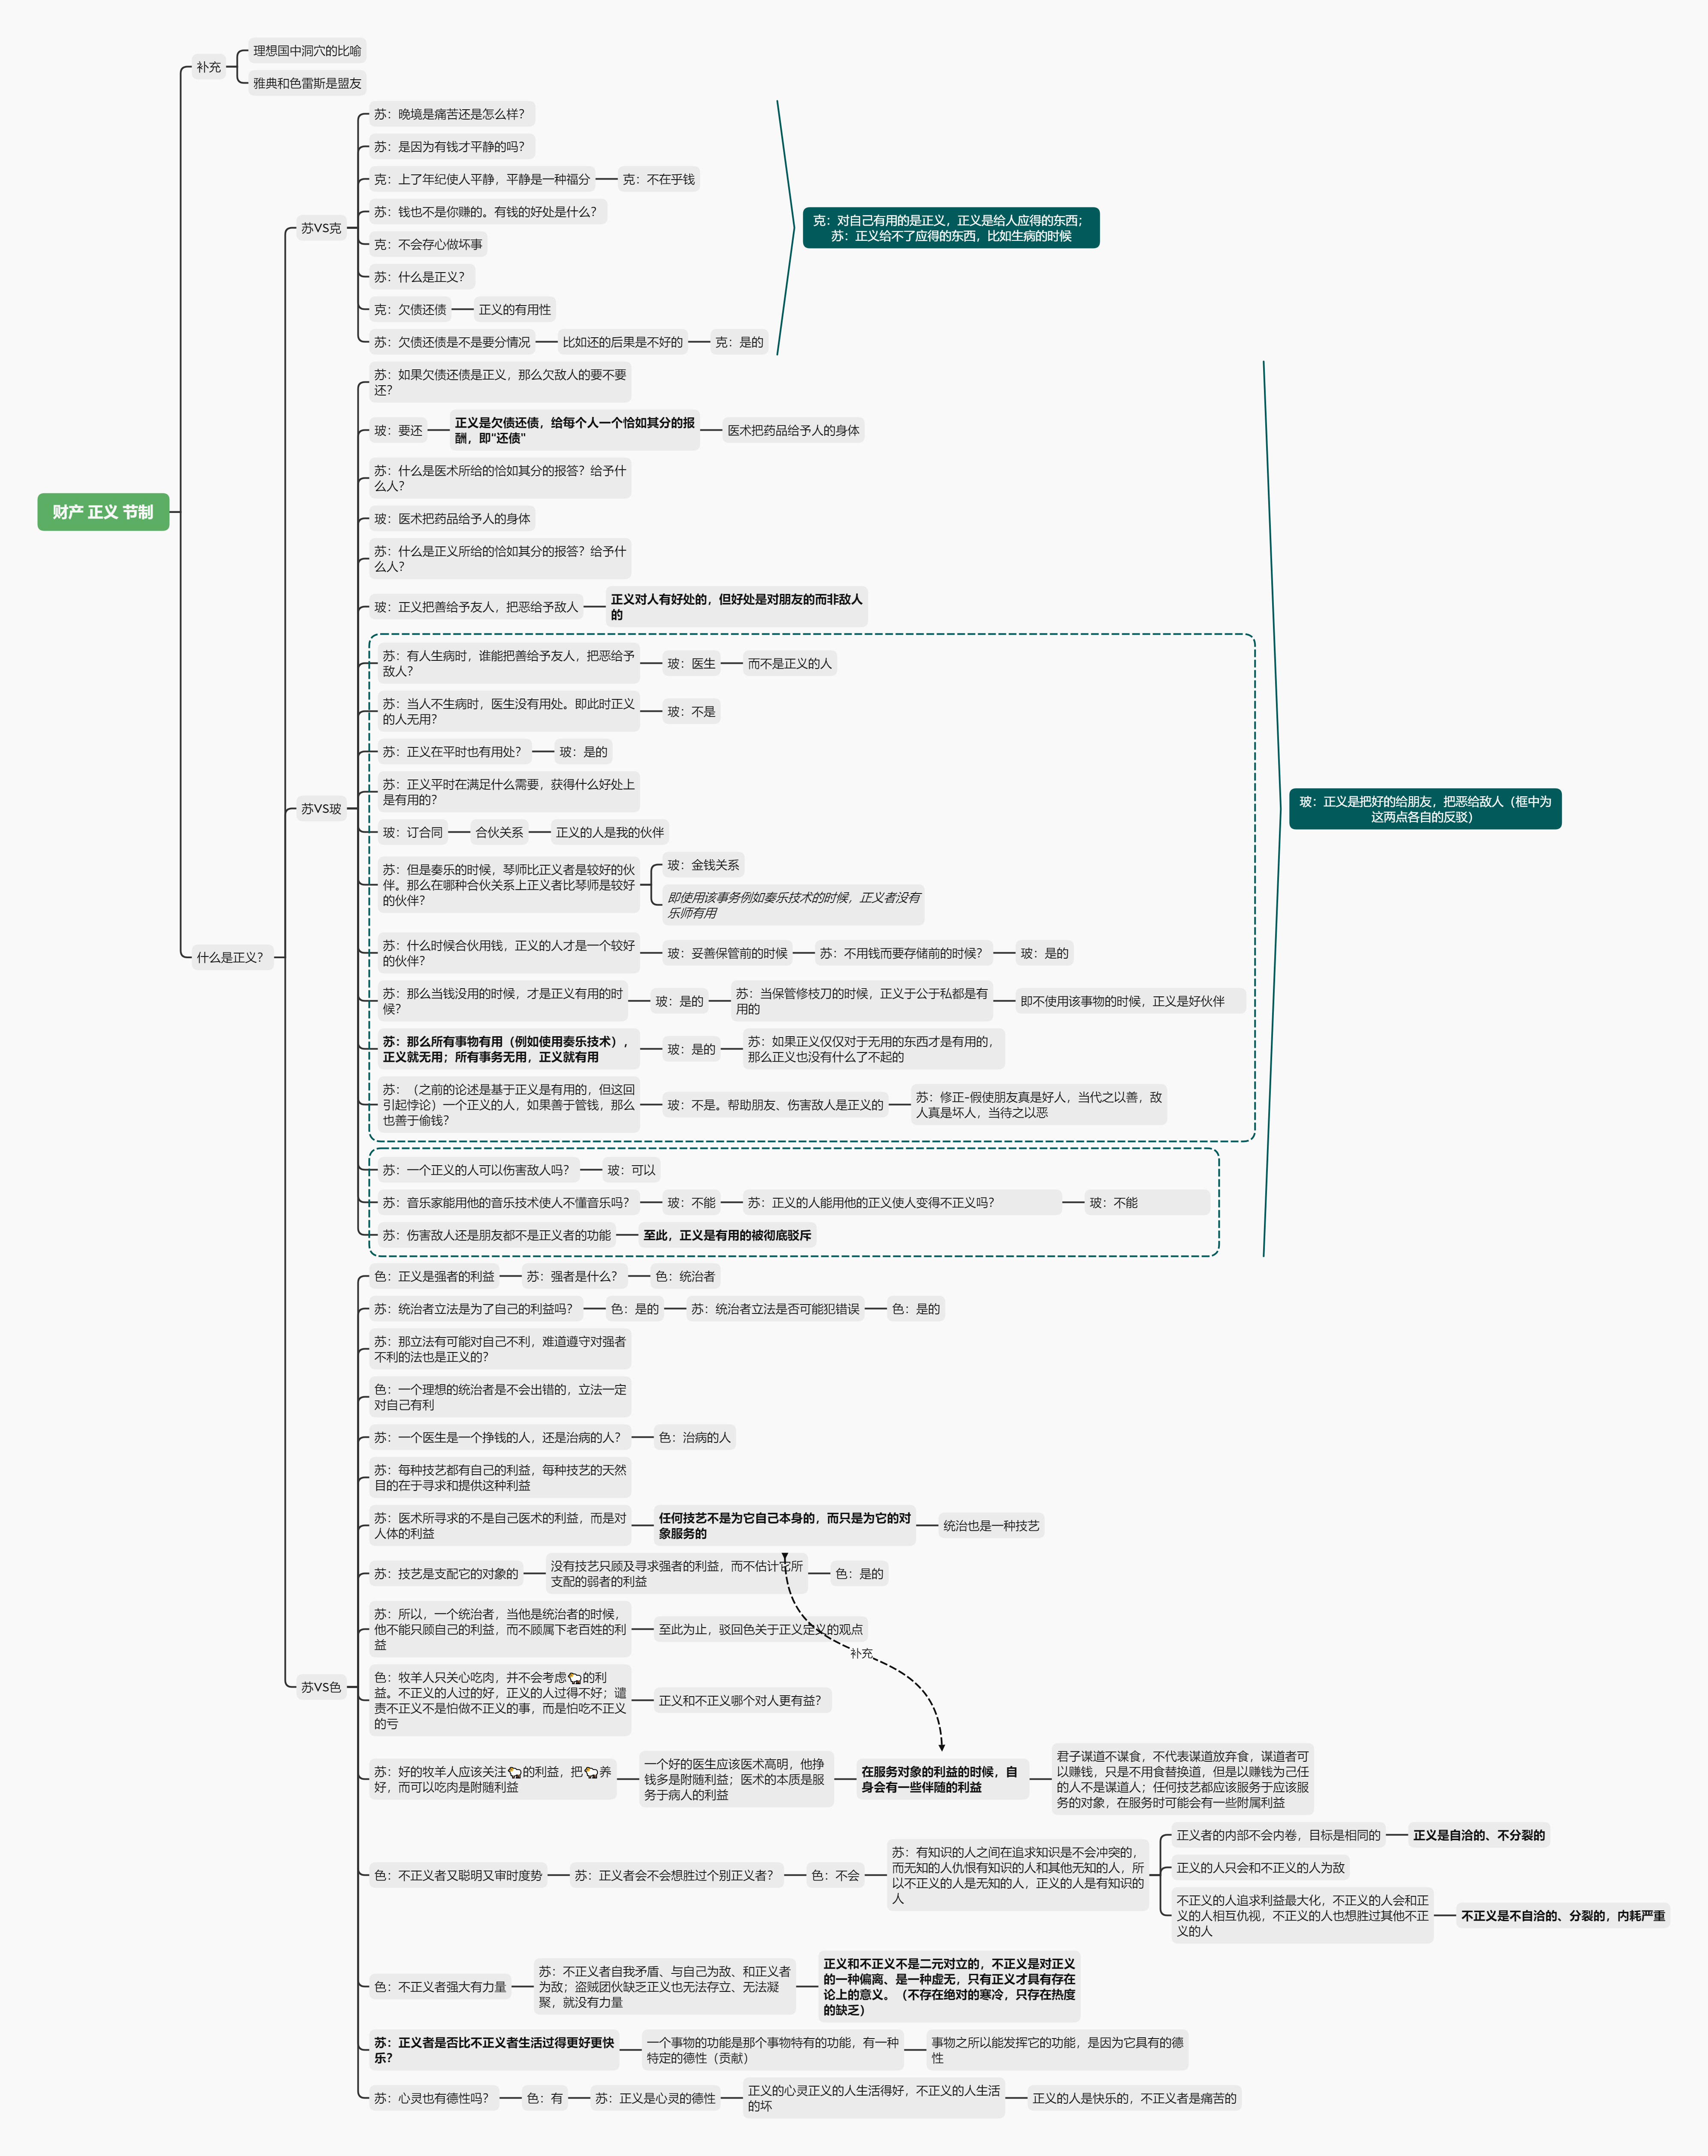 补充
理想国中洞穴的比喻
雅典和色雷斯是盟友
财产 正义 节制
什么是正义？
苏VS克
苏：晚境是痛苦还是怎么样？
苏：是因为有钱才平静的吗？
克：上了年纪使人平静，平静是一种福分
克：不在乎钱
苏：钱也不是你赚的。有钱的好处是什么？
克：不会存心做坏事
苏：什么是正义？
克：欠债还债
正义的有用性
苏：欠债还债是不是要分情况
比如还的后果是不好的
克：是的
克：对自己有用的是正义，正义是给人应得的东西；
苏：正义给不了应得的东西，比如生病的时候
苏VS玻
苏：如果欠债还债是正义，那么欠敌人的要不要
还？
玻：要还
正义是欠债还债，给每个人一个恰如其分的报
酬，即"还债"
医术把药品给予人的身体
苏：什么是医术所给的恰如其分的报答？给予什
么人？
玻：医术把药品给予人的身体
苏：什么是正义所给的恰如其分的报答？给予什
么人？
玻：正义把善给予友人，把恶给予敌人
正义对人有好处的，但好处是对朋友的而非敌人
的
苏：有人生病时，谁能把善给予友人，把恶给予
敌人？
玻：医生
而不是正义的人
苏：当人不生病时，医生没有用处。即此时正义
的人无用？
玻：不是
苏：正义在平时也有用处？
玻：是的
苏：正义平时在满足什么需要，获得什么好处上
是有用的？
玻：订合同
合伙关系
正义的人是我的伙伴
苏：但是奏乐的时候，琴师比正义者是较好的伙
伴。那么在哪种合伙关系上正义者比琴师是较好
的伙伴？
玻：金钱关系
即使用该事务例如奏乐技术的时候，正义者没有
乐师有用
苏：什么时候合伙用钱，正义的人才是一个较好
的伙伴？
玻：妥善保管前的时候
苏：不用钱而要存储前的时候？
玻：是的
苏：那么当钱没用的时候，才是正义有用的时
候？
玻：是的
苏：当保管修枝刀的时候，正义于公于私都是有
用的
即不使用该事物的时候，正义是好伙伴
苏：那么所有事物有用（例如使用奏乐技术），
正义就无用；所有事务无用，正义就有用
玻：是的
苏：如果正义仅仅对于无用的东西才是有用的，
那么正义也没有什么了不起的
苏：（之前的论述是基于正义是有用的，但这回
引起悖论）一个正义的人，如果善于管钱，那么
也善于偷钱？
玻：不是。帮助朋友、伤害敌人是正义的
苏：修正-假使朋友真是好人，当代之以善，敌
人真是坏人，当待之以恶
苏：一个正义的人可以伤害敌人吗？
玻：可以
苏：音乐家能用他的音乐技术使人不懂音乐吗？
玻：不能
苏：正义的人能用他的正义使人变得不正义吗？
玻：不能
苏：伤害敌人还是朋友都不是正义者的功能
至此，正义是有用的被彻底驳斥
玻：正义是把好的给朋友，把恶给敌人（框中为
这两点各自的反驳）
苏VS色
色：正义是强者的利益
苏：强者是什么？
色：统治者
苏：统治者立法是为了自己的利益吗？
色：是的
苏：统治者立法是否可能犯错误
色：是的
苏：那立法有可能对自己不利，难道遵守对强者
不利的法也是正义的？
色：一个理想的统治者是不会出错的，立法一定
对自己有利
苏：一个医生是一个挣钱的人，还是治病的人？
色：治病的人
苏：每种技艺都有自己的利益，每种技艺的天然
目的在于寻求和提供这种利益
苏：医术所寻求的不是自己医术的利益，而是对
人体的利益
任何技艺不是为它自己本身的，而只是为它的对
象服务的
统治也是一种技艺
苏：技艺是支配它的对象的
没有技艺只顾及寻求强者的利益，而不估计它所
支配的弱者的利益
色：是的
苏：所以，一个统治者，当他是统治者的时候，
他不能只顾自己的利益，而不顾属下老百姓的利
益
至此为止，驳回色关于正义定义的观点
补充
色：牧羊人只关心吃肉，并不会考虑🐑的利
益。不正义的人过的好，正义的人过得不好；谴
责不正义不是怕做不正义的事，而是怕吃不正义
的亏
正义和不正义哪个对人更有益？
苏：好的牧羊人应该关注🐑的利益，把🐑养
好，而可以吃肉是附随利益
一个好的医生应该医术高明，他挣
钱多是附随利益；医术的本质是服
务于病人的利益
在服务对象的利益的时候，自
身会有一些伴随的利益
君子谋道不谋食，不代表谋道放弃食，谋道者可
以赚钱，只是不用食替换道，但是以赚钱为己任
的人不是谋道人；任何技艺都应该服务于应该服
务的对象，在服务时可能会有一些附属利益
色：不正义者又聪明又审时度势
苏：正义者会不会想胜过个别正义者？
色：不会
苏：有知识的人之间在追求知识是不会冲突的，
而无知的人仇恨有知识的人和其他无知的人，所
以不正义的人是无知的人，正义的人是有知识的
人
正义者的内部不会内卷，目标是相同的
正义是自洽的、不分裂的
正义的人只会和不正义的人为敌
不正义的人追求利益最大化，不正义的人会和正
义的人相互仇视，不正义的人也想胜过其他不正
义的人
不正义是不自洽的、分裂的，内耗严重
色：不正义者强大有力量
苏：不正义者自我矛盾、与自己为敌、和正义者
为敌；盗贼团伙缺乏正义也无法存立、无法凝
聚，就没有力量
正义和不正义不是二元对立的，不正义是对正义
的一种偏离、是一种虚无，只有正义才具有存在
论上的意义。（不存在绝对的寒冷，只存在热度
的缺乏）
苏：正义者是否比不正义者生活过得更好更快
乐？
一个事物的功能是那个事物特有的功能，有一种
特定的德性（贡献）
事物之所以能发挥它的功能，是因为它具有的德
性
苏：心灵也有德性吗？
色：有
苏：正义是心灵的德性
正义的心灵正义的人生活得好，不正义的人生活
的坏
正义的人是快乐的，不正义者是痛苦的